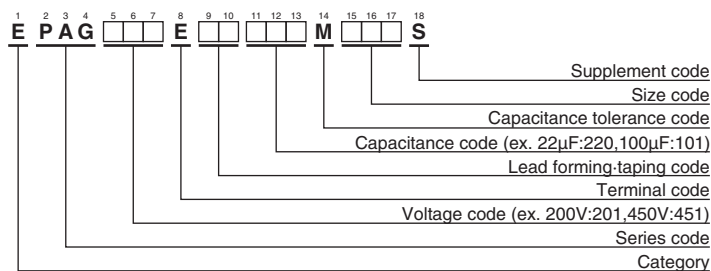 1 2 3 4 5 6 7 8 9 10 11 12 13 14 15 16 17 18
E P A G E M S
Supplement code
Size code
Capacitance tolerance code
Capacitance code (ex. 22μF:220,100μF:101)
Lead forming·taping code
Terminal code
Voltage code (ex. 200V:201,450V:451)
Series code
Category